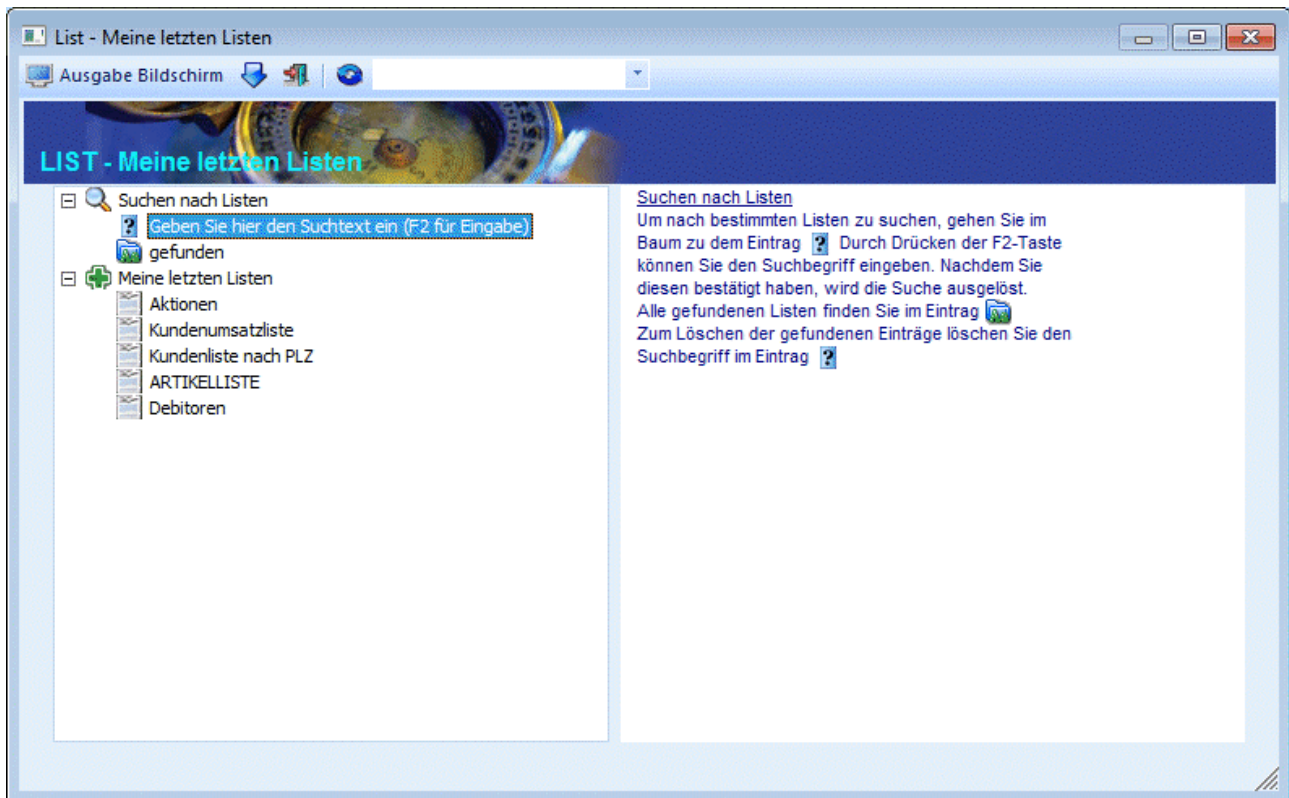 List - Meine letzten Listen
Ausgabe Bildschirm
LIST - Meine letzten Listen
Suchen nach Listen
Geben Sie hier den Suchtext ein (F2 für Eingabe)
gefunden
Meine letzten Listen
Aktionen
Kundenumsatzliste
Kundenliste nach PLZ
ARTIKELLISTE
Debitoren
Suchen nach Listen
Um nach bestimmten Listen zu suchen, gehen Sie im
Baum zu dem Eintrag ? Durch Drücken der F2-Taste
können Sie den Suchbegriff eingeben. Nachdem Sie
diesen bestätigt haben, wird die Suche ausgelöst.
Alle gefundenen Listen finden Sie im Eintrag
Zum Löschen der gefundenen Einträge löschen Sie den
Suchbegriff im Eintrag ?